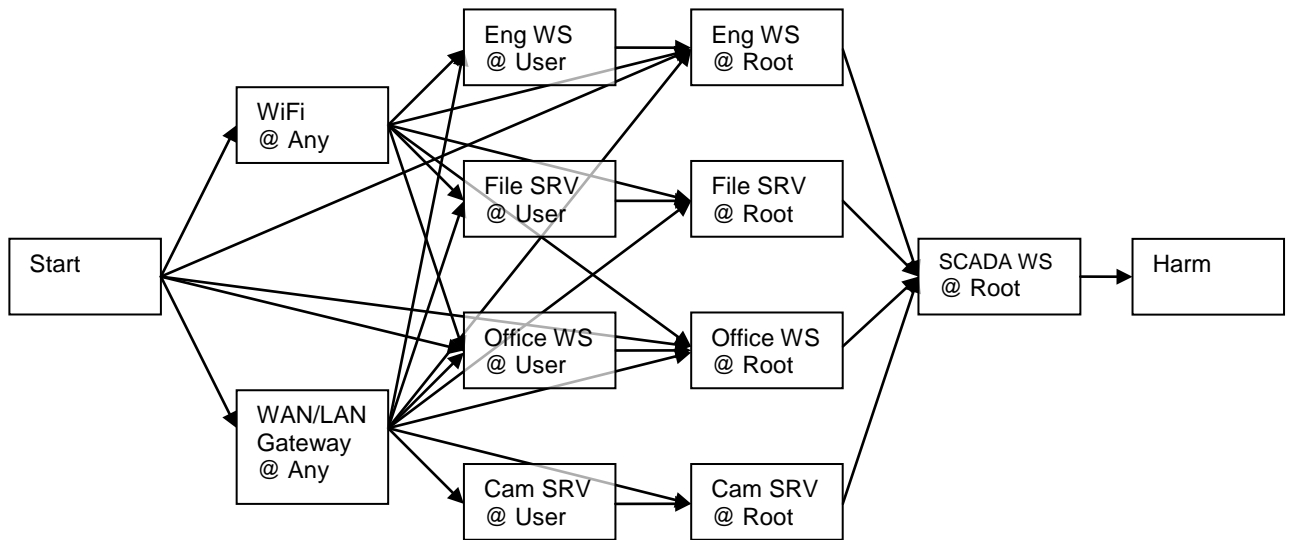 Start
WiFi
@ Any
WAN/LAN
Gateway
@ Any
Eng WS
@ User
File SRV
@ User
Office WS
@ User
Cam SRV
@ User
Eng WS
@ Root
File SRV
@ Root
Office WS
@ Root
Cam SRV
@ Root
SCADA WS
@ Root
Harm